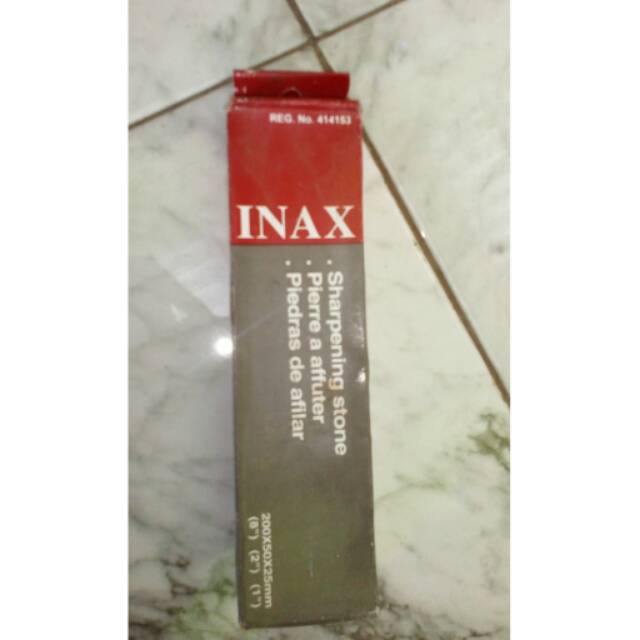 REG. No. 414153
INAX
· Sharpening stone
· Pierre a affuter
· Piedras de afilar
200X50X25mm
(8") (2") (1")